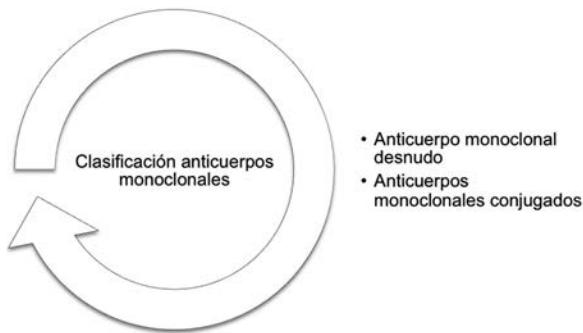 Clasificación anticuerpos
monoclonales
• Anticuerpo monoclonal
desnudo
• Anticuerpos
monoclonales conjugados